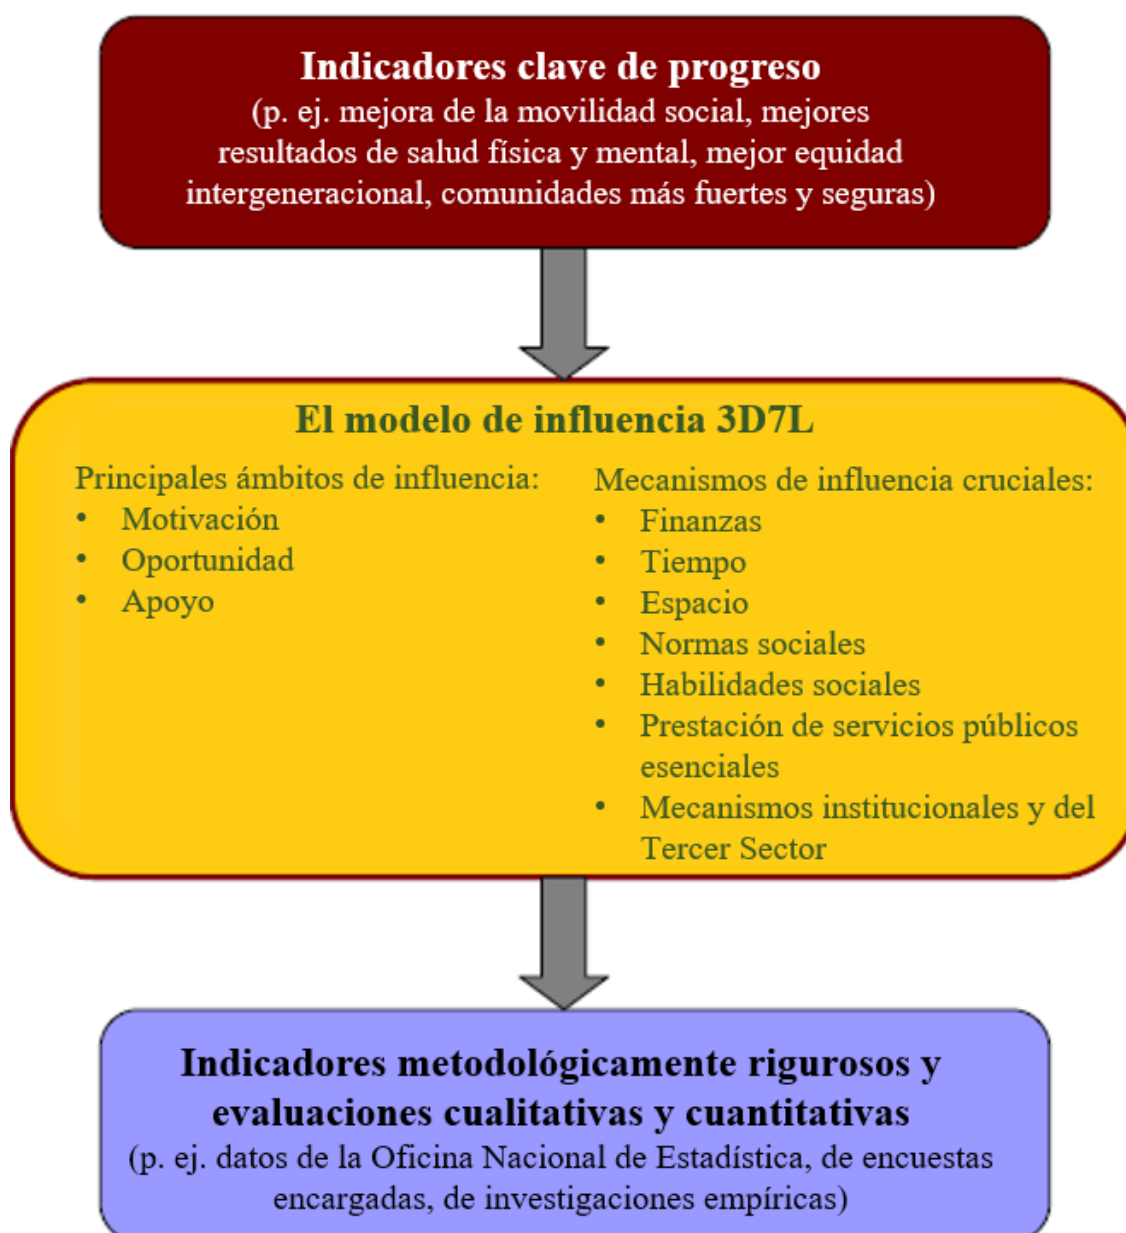 Indicadores clave de progreso
(p. ej. mejora de la movilidad social, mejores
resultados de salud física y mental, mejor equidad
intergeneracional, comunidades más fuertes y seguras)
El modelo de influencia 3D7L
Principales ámbitos de influencia:
• Motivación
• Oportunidad
• Apoyo
Mecanismos de influencia cruciales:
• Finanzas
• Tiempo
• Espacio
• Normas sociales
• Habilidades sociales
• Prestación de servicios públicos
esenciales
• Mecanismos institucionales y del
Tercer Sector
Indicadores metodológicamente rigurosos y
evaluaciones cualitativas y cuantitativas
(p. ej. datos de la Oficina Nacional de Estadística, de encuestas
encargadas, de investigaciones empíricas)